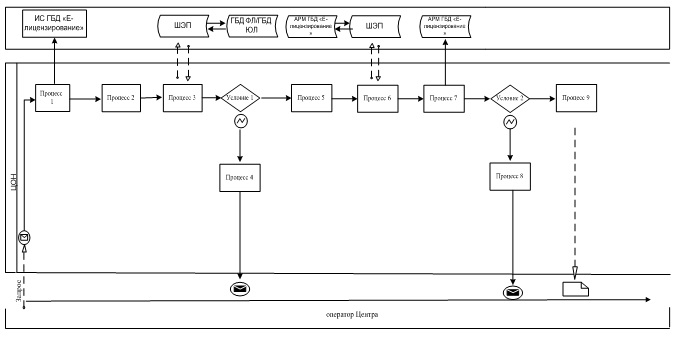 ИС ГБД «Е-
лицензирование»
ШЭП
ГБД ФЛ/ГБД
ЮЛ
АРМ ГБД «Е-
лицензирование
»
ШЭП
АРМ ГБД «Е-
лицензирование
»
ЦОН
Процесс
1
Процесс 2
Процесс 3
Условие 1
Процесс 5
Процесс 6
Процесс 7
Условие 2
Процесс 9
Процесс 4
Процесс 8
Запрос
оператор Центра